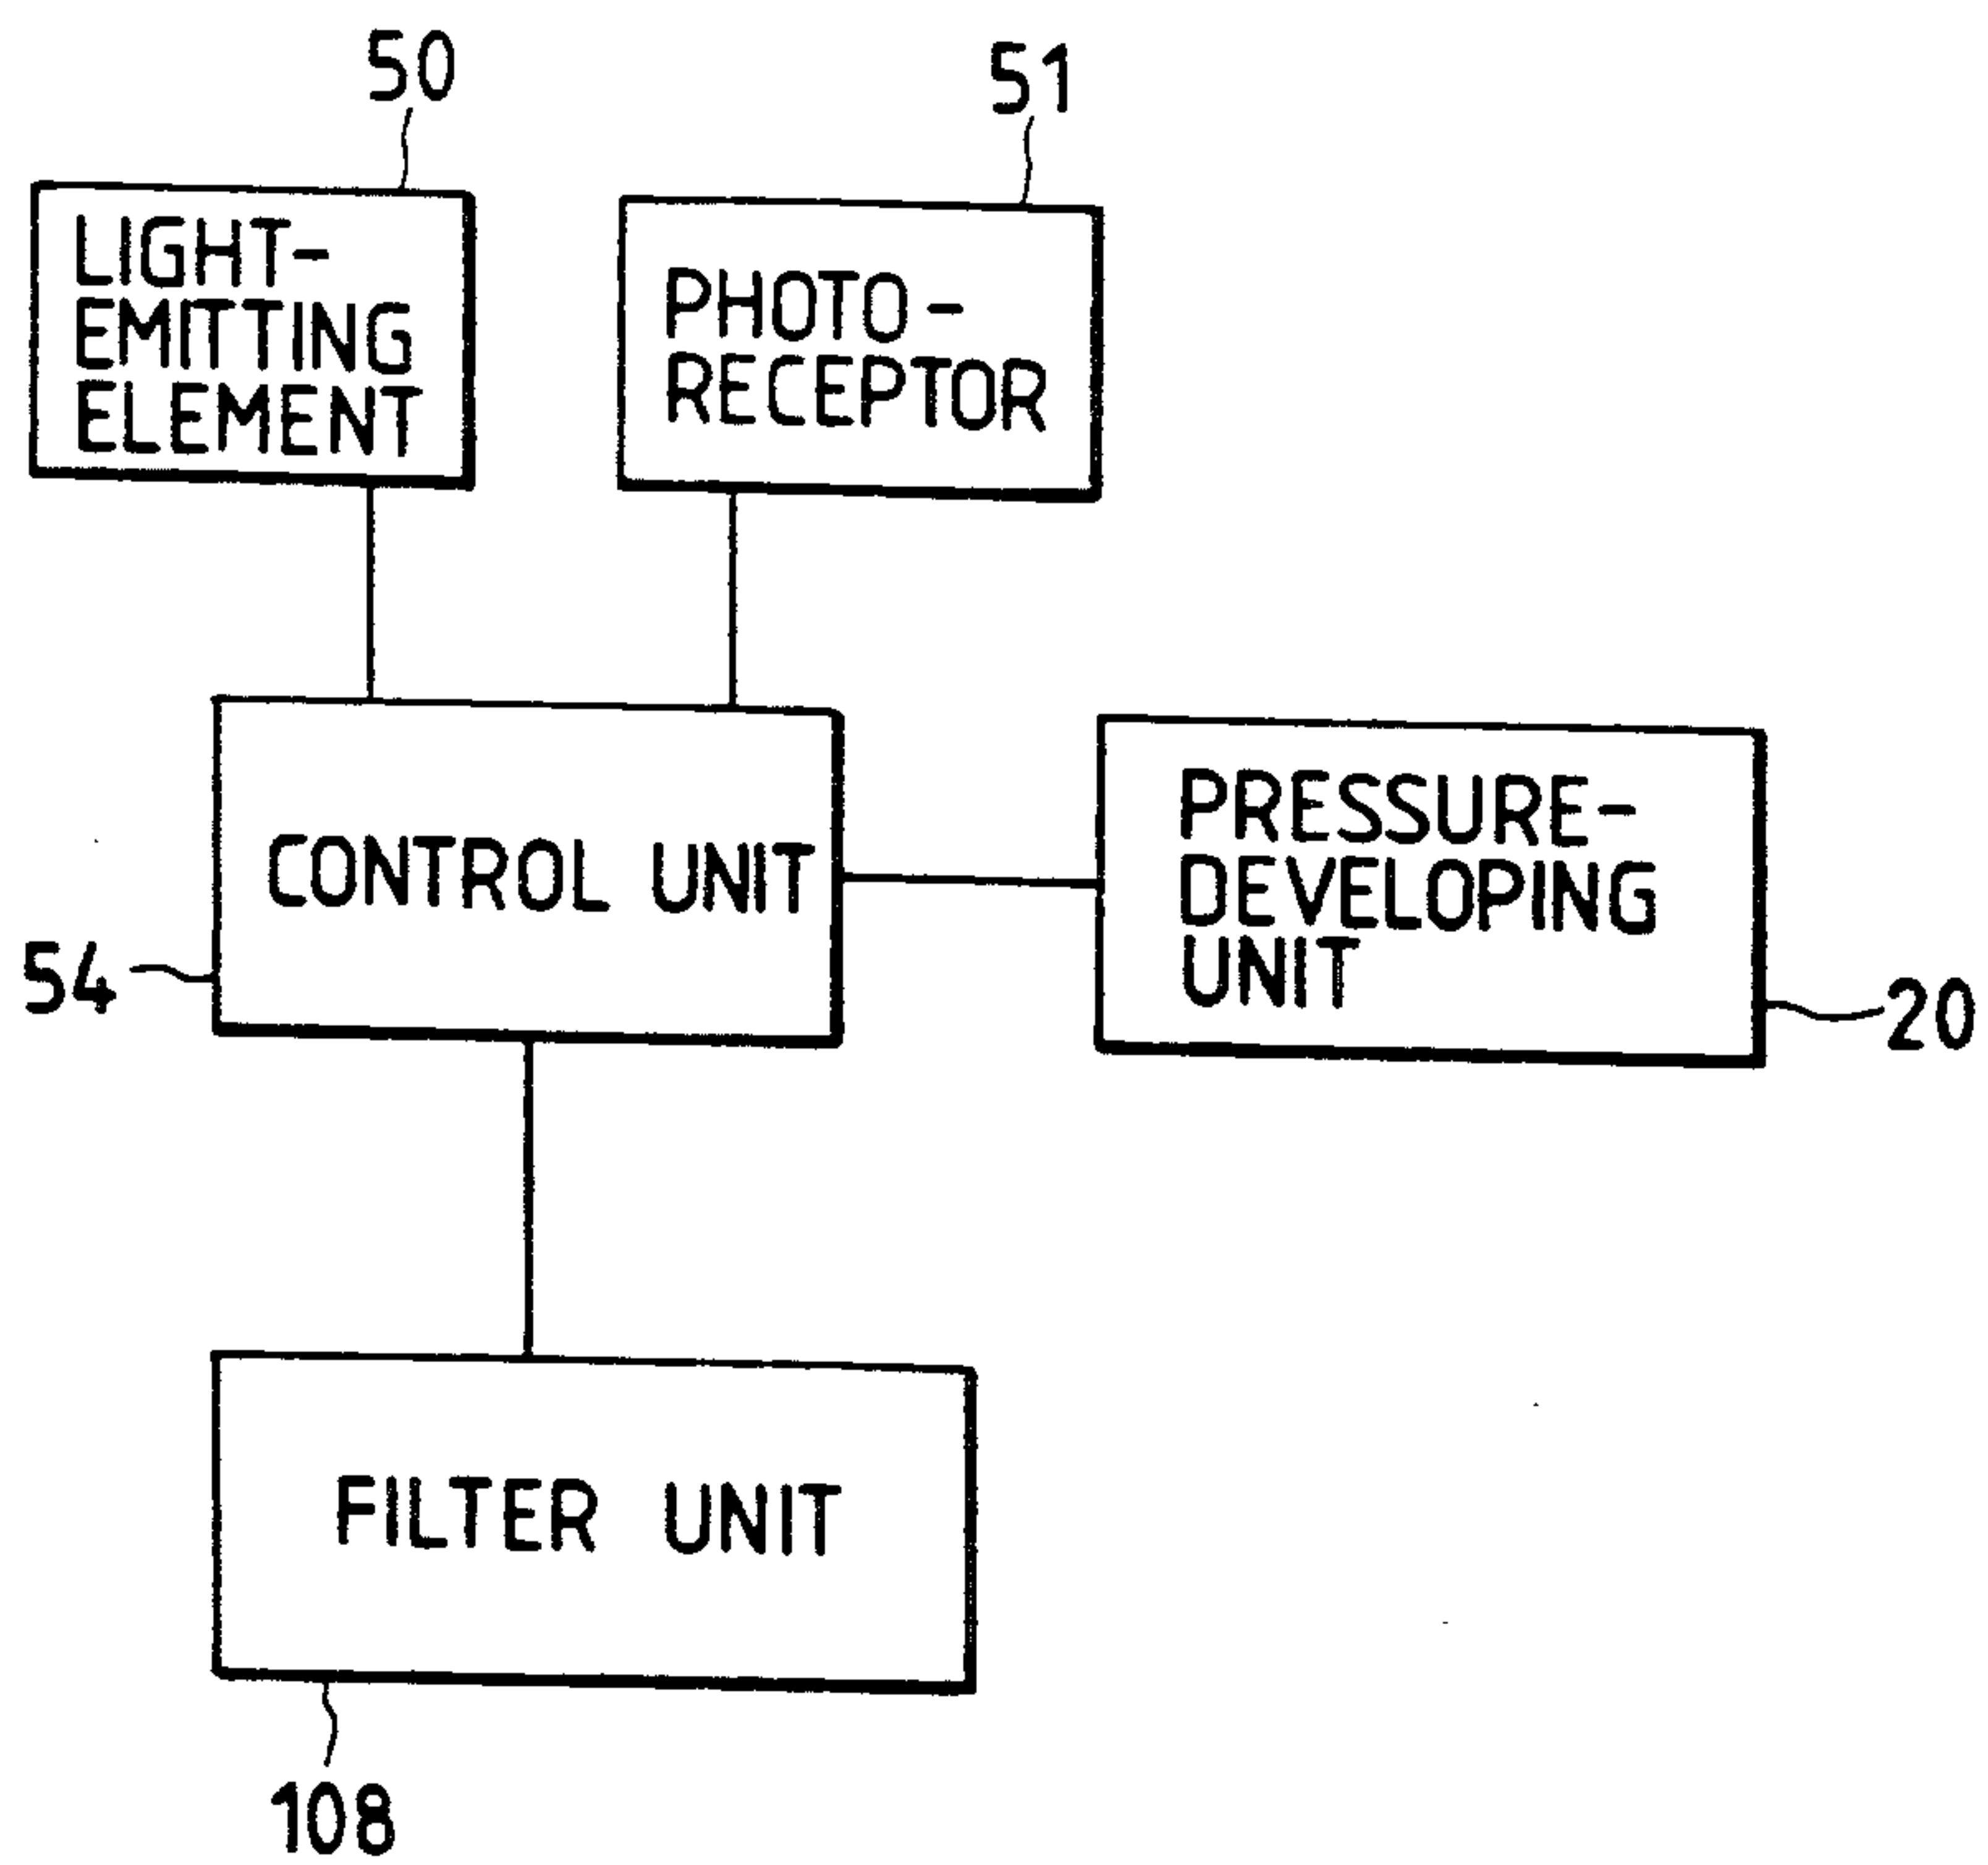 50
51
LIGHT-
EMITTING
ELEMENT
PHOTO-
RECEPTOR
CONTROL UNIT
54
PRESSURE-
DEVELOPING
UNIT
20
FILTER UNIT
108